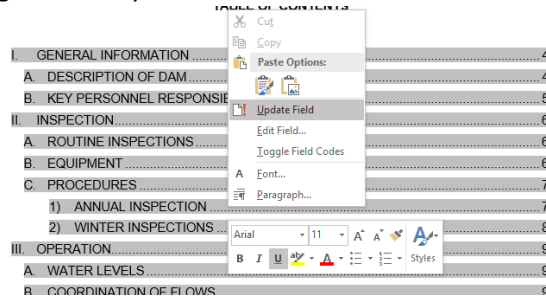 TABLE OF CONTENTS
I. GENERAL INFORMATION 4
A. DESCRIPTION OF DAM 4
B. KEY PERSONNEL RESPONSIB 5
II. INSPECTION 6
A. ROUTINE INSPECTIONS 6
B. EQUIPMENT 6
C. PROCEDURES 7
1) ANNUAL INSPECTION 7
2) WINTER INSPECTIONS 8
III. OPERATION 9
A. WATER LEVELS 9
B. COORDINATION OF FLOWS 9
Cut
Copy
Paste Options:
Update Field
Edit Field...
Toggle Field Codes
A Font...
Paragraph...
Arial 11 A A A
B I U ab A Styles